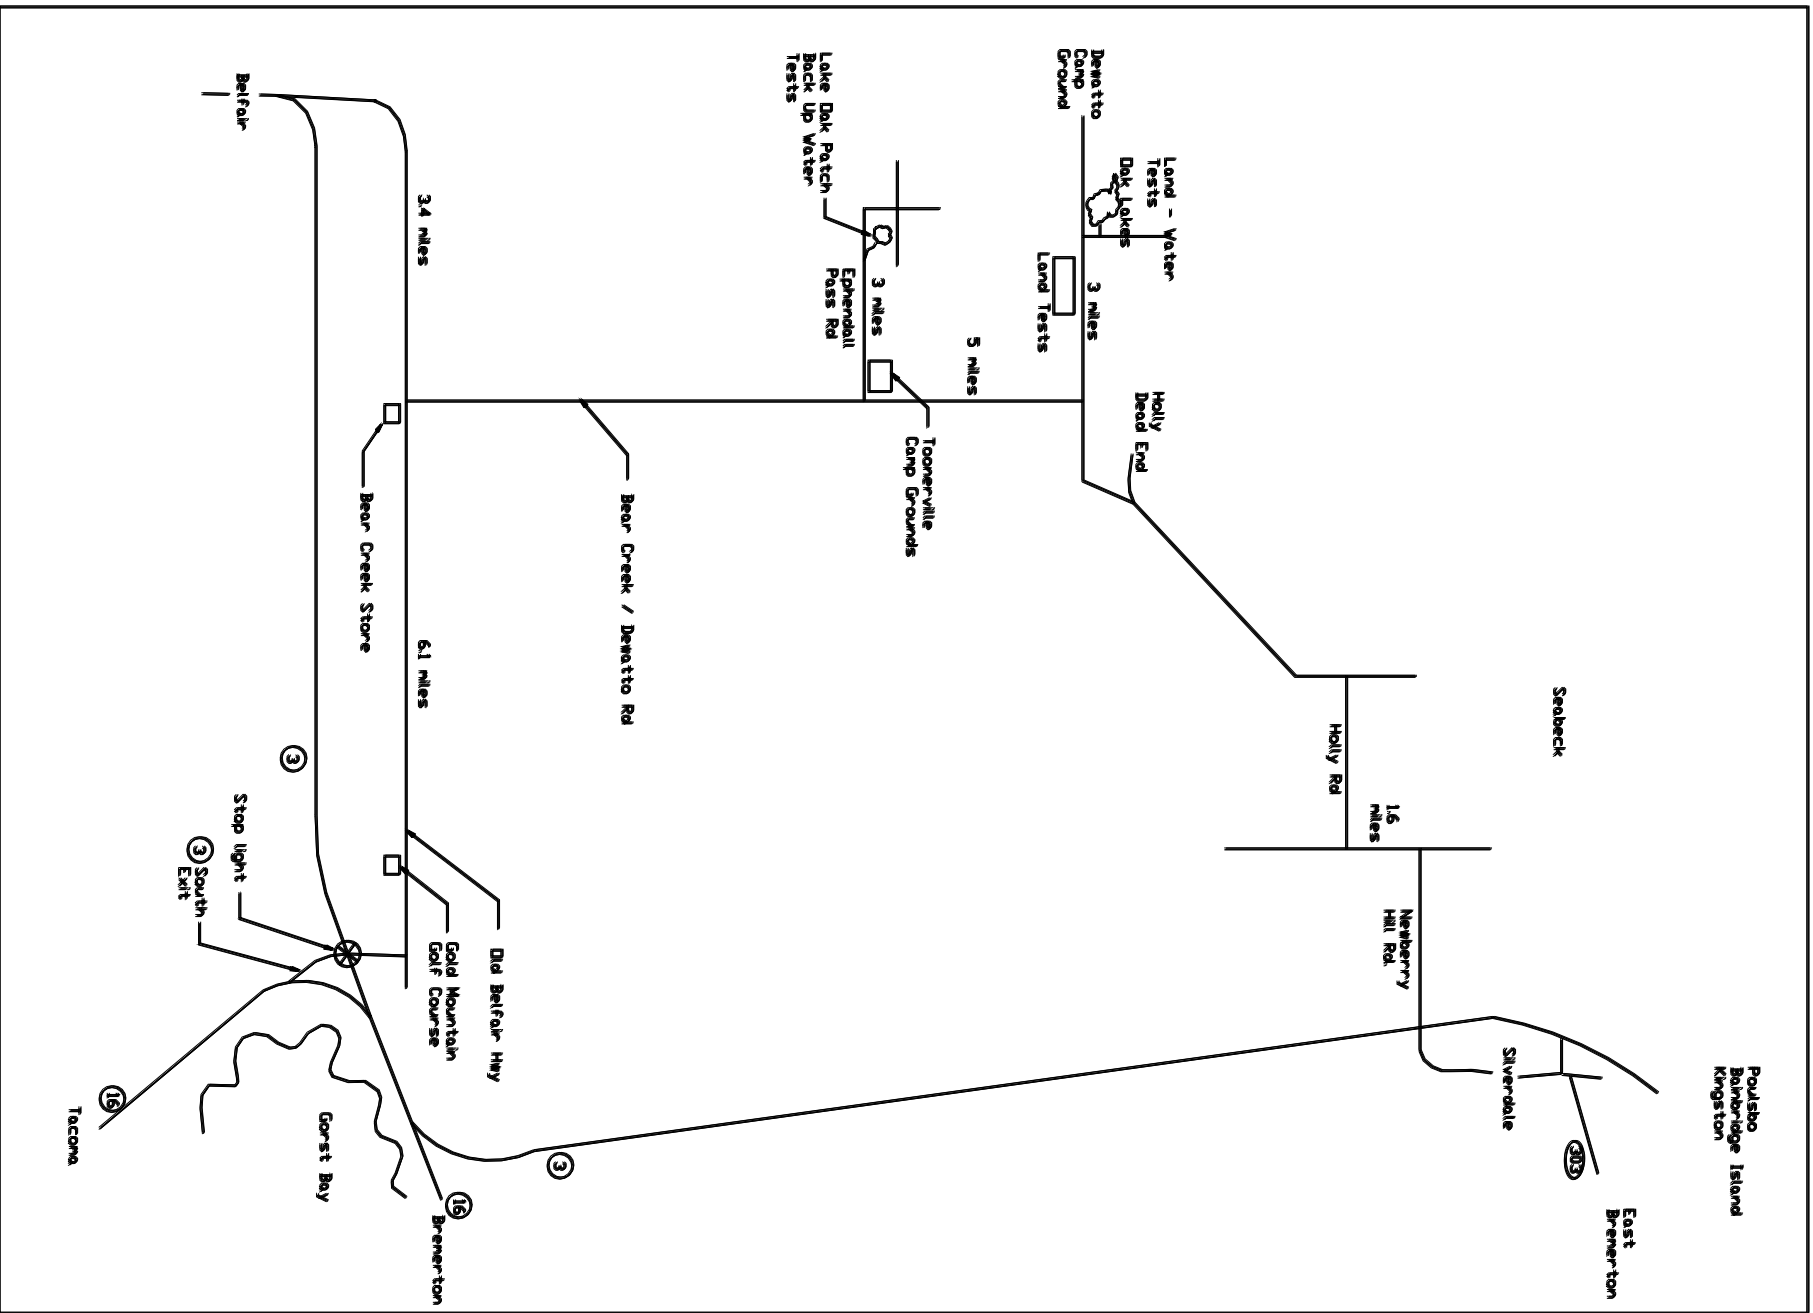 Poulsbo
Bainbridge Island
Kingston
East
Bremerton
303
Seabeck
Silverdale
Newberry
Hill Rd.
1.6
miles
Holly Rd
Land - Water
Tests
Oak Lakes
Holly
Dead End
Dewatto
Camp
Ground
3 miles
Land Tests
5 miles
Toonerville
Camp Grounds
3 miles
Ephendall
Pass Rd
Lake Oak Patch
Back Up Water
Tests
Bear Creek / Dewatto Rd
3
Old Belfair Hwy
Gold Mountain
Golf Course
16
Bremerton
3.4 miles
6.1 miles
Bear Creek Store
Gorst Bay
3
Belfair
Stop light
3 South
Exit
16
Tacoma